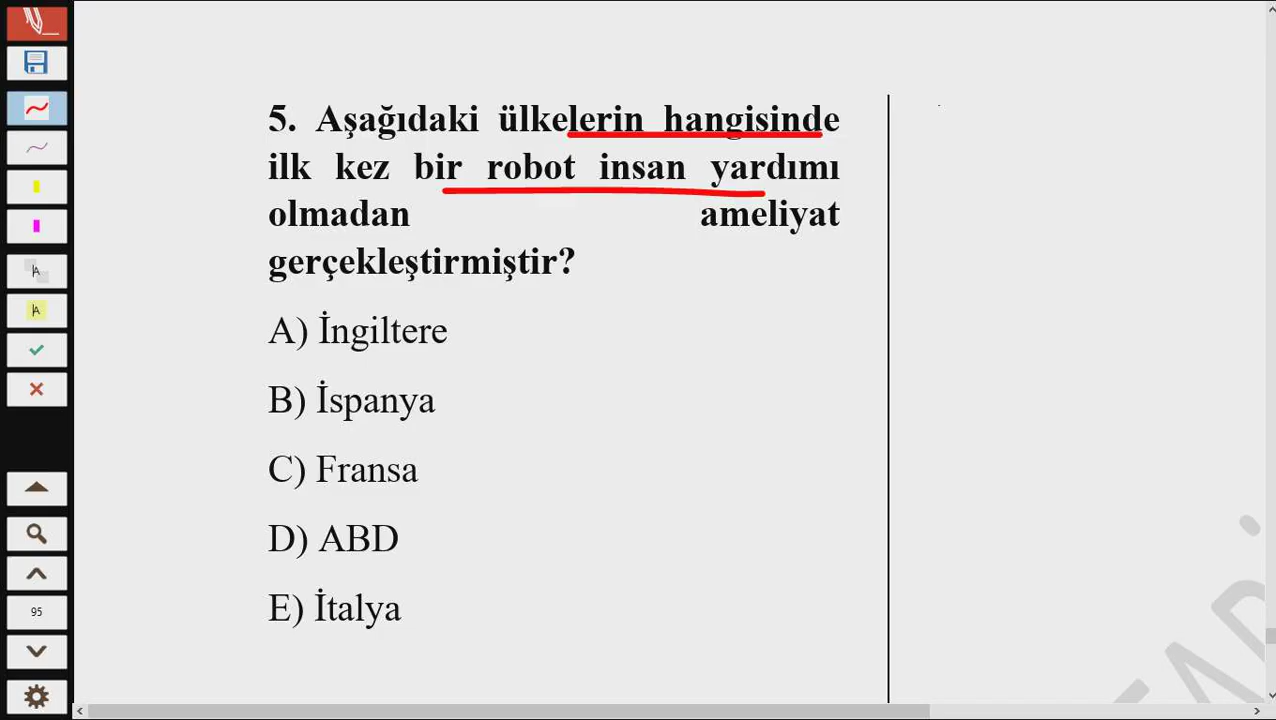 5. Aşağıdaki ülkelerin hangisinde
ilk kez bir robot insan yardımı
olmadan ameliyat
gerçekleştirmiştir?
A) İngiltere
B) İspanya
C) Fransa
D) ABD
E) İtalya
A
A
95